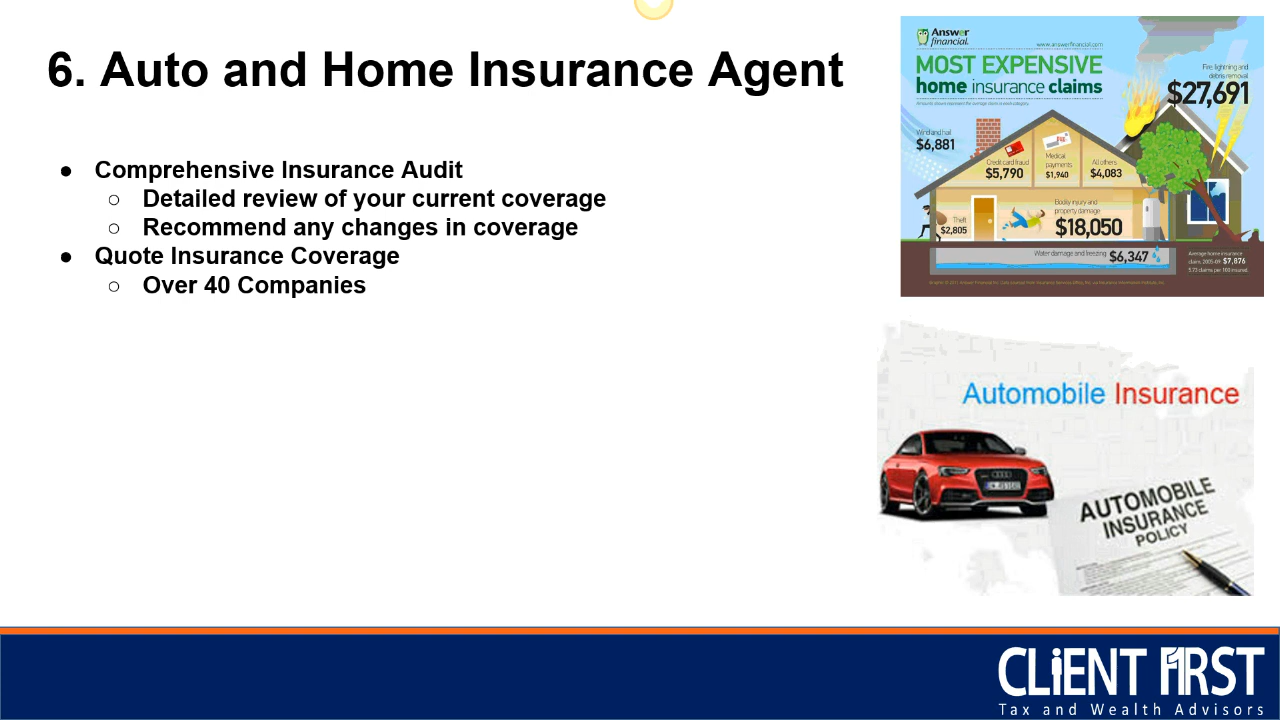 6. Auto and Home Insurance Agent
● Comprehensive Insurance Audit
○ Detailed review of your current coverage
○ Recommend any changes in coverage
● Quote Insurance Coverage
○ Over 40 Companies
Answer
financial.
www.answerfinancial.com
MOST EXPENSIVE
home insurance claims
Fire, lightning and
debris removal
$27,691
Wind and hail
$6,881
Credit card fraud
$5,790
Medical
payments
$1,940
All others
$4,083
Theft
$2,805
Bodily injury and
property damage
$18,050
Water damage and freezing
$6,347
Average home insurance
claim, 2005-09 $7,876
Automobile Insurance
AUTOMOBILE
INSURANCE
POLICY
CLiENT FIRST
Tax and Wealth Advisors